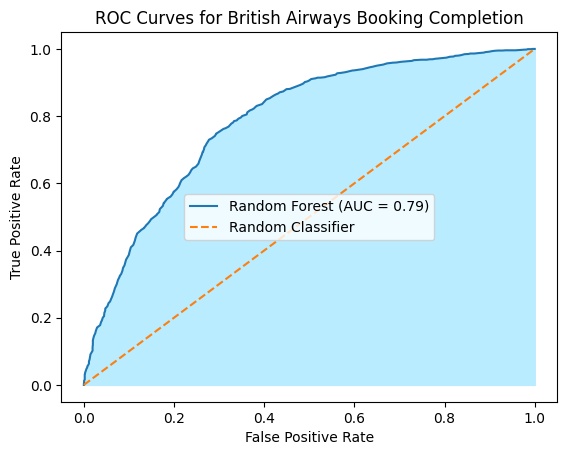 ROC Curves for British Airways Booking Completion
True Positive Rate
1.0
0.8
0.6
0.4
0.2
0.0
Random Forest (AUC = 0.79)
Random Classifier
0.0 0.2 0.4 0.6 0.8 1.0
False Positive Rate